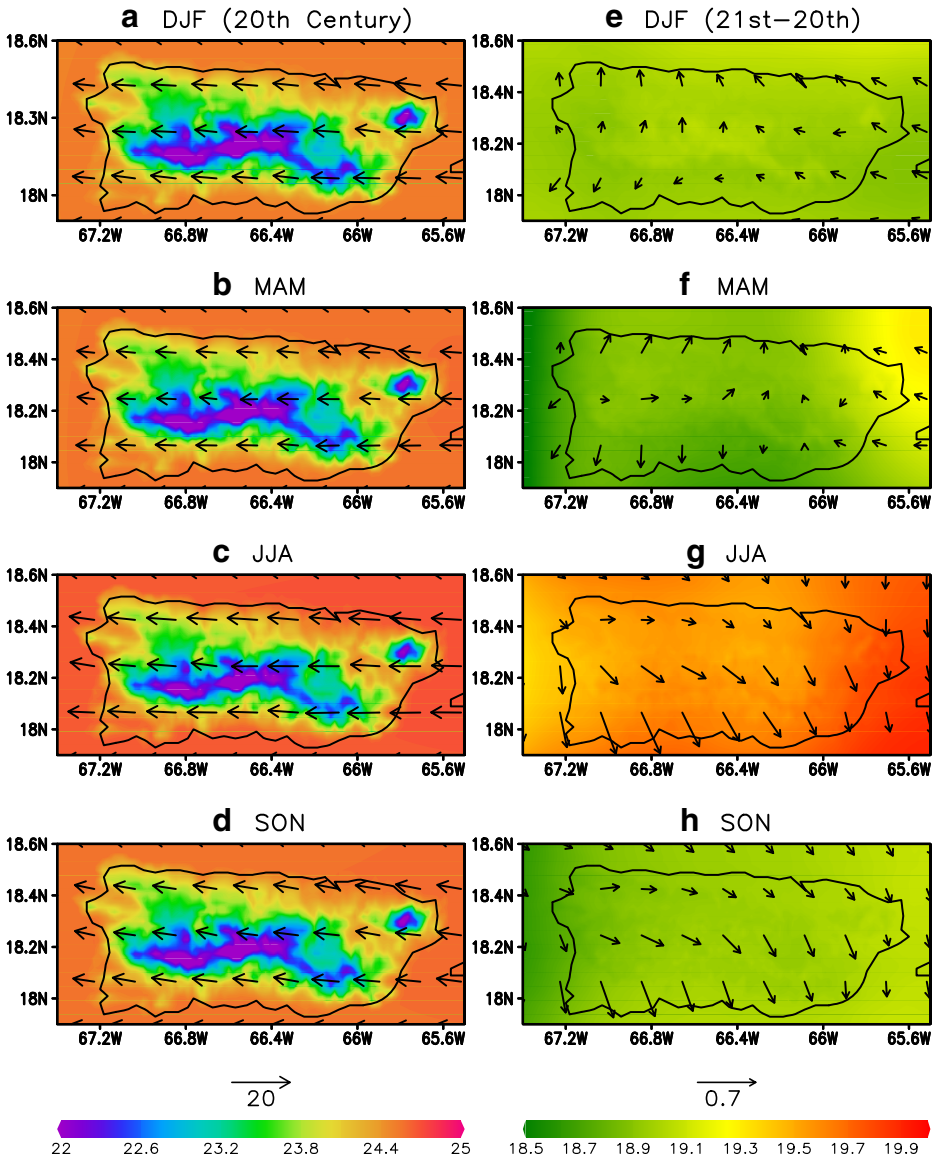 a DJF (20th Century)
18.6N
18.3N
18N
67.2W 66.8W 66.4W 66W 65.6W
e DJF (21st−20th)
18.6N
18.4N
18.2N
18N
67.2W 66.8W 66.4W 66W 65.6W
b MAM
18.6N
18.4N
18.2N
18N
67.2W 66.8W 66.4W 66W 65.6W
f MAM
18.6N
18.4N
18.2N
18N
67.2W 66.8W 66.4W 66W 65.6W
c JJA
18.6N
18.4N
18.2N
18N
67.2W 66.8W 66.4W 66W 65.6W
g JJA
18.6N
18.4N
18.2N
18N
67.2W 66.8W 66.4W 66W 65.6W
d SON
18.6N
18.4N
18.2N
18N
67.2W 66.8W 66.4W 66W 65.6W
h SON
18.6N
18.4N
18.2N
18N
67.2W 66.8W 66.4W 66W 65.6W
20
22 22.6 23.2 23.8 24.4 25
0.7
18.5 18.7 18.9 19.1 19.3 19.5 19.7 19.9